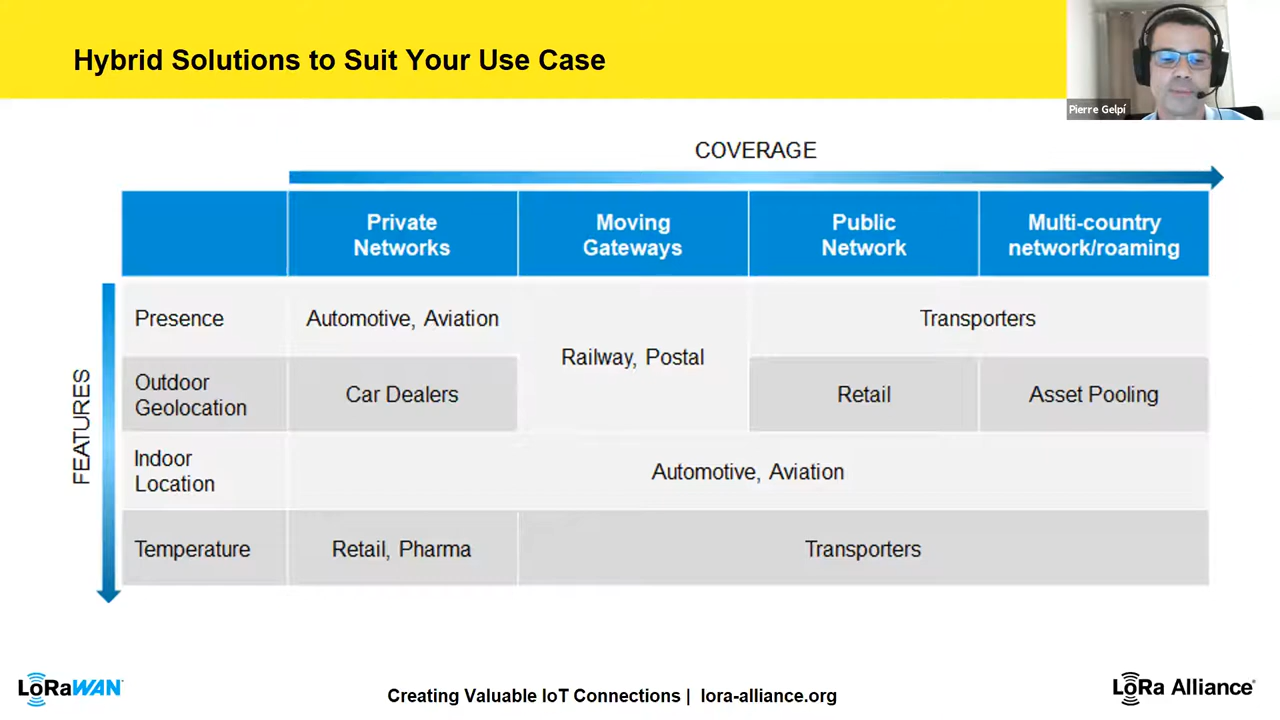 Hybrid Solutions to Suit Your Use Case
Pierre Gelpí
COVERAGE
Private
Networks
Moving
Gateways
Public
Network
Multi-country
network/roaming
FEATURES
Presence
Automotive, Aviation
Railway, Postal
Transporters
Outdoor
Geolocation
Car Dealers
Retail
Asset Pooling
Indoor
Location
Automotive, Aviation
Temperature
Retail, Pharma
Transporters
LoRaWAN
Creating Valuable IoT Connections | lora-alliance.org
LoRa Alliance